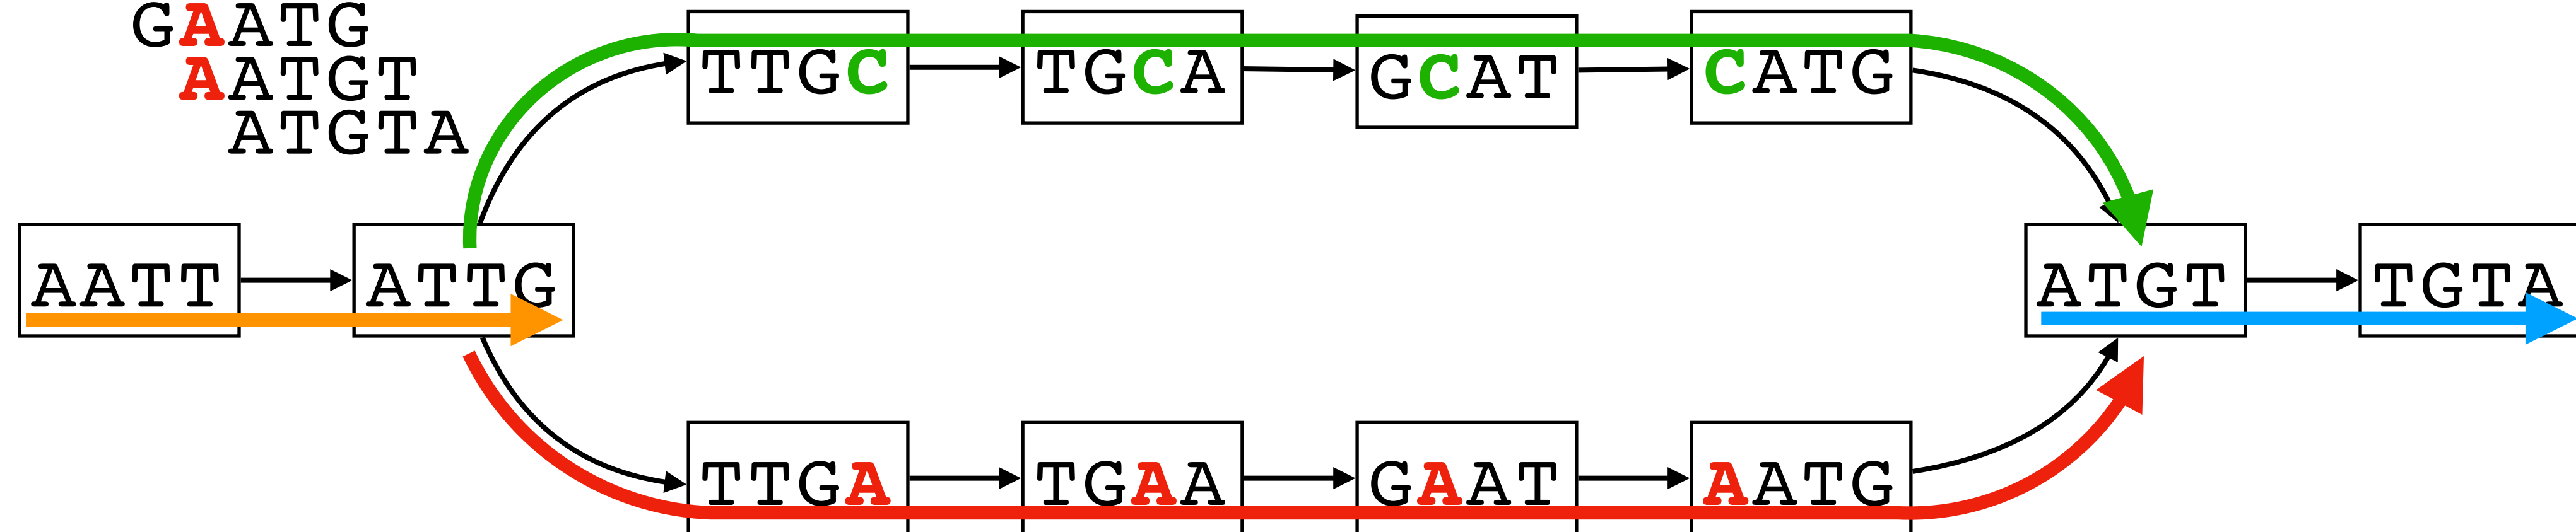 GAATG
AATGT
ATGTA
TTGC TGCA GCAT CATG
AATT ATTG ATGT TGTA
TTGA TGAA GAAT AATG